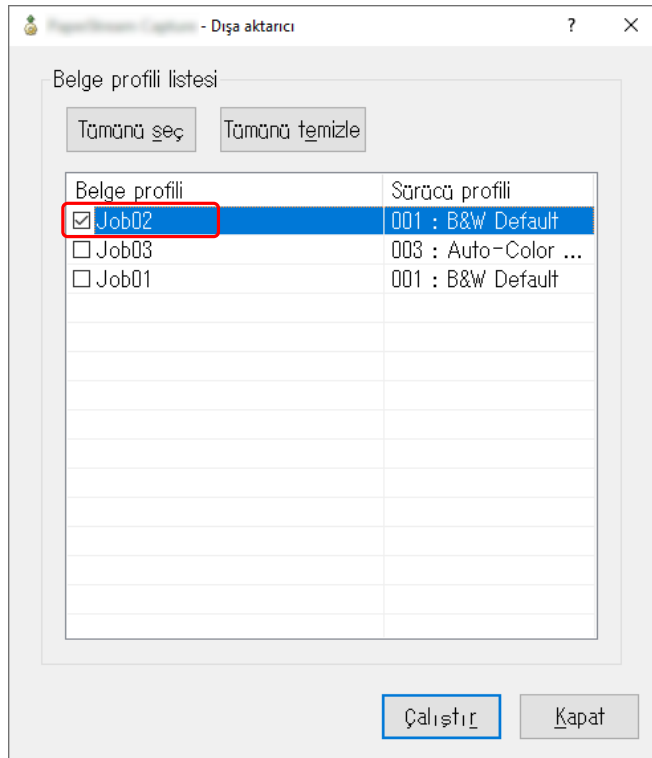 - Dışa aktarıcı ?
Belge profili listesi
Tümünü seç Tümünü temizle
Belge profili Sürücü profili
Job02 001 : B&W Default
Job03 003 : Auto-Color ...
Job01 001 : B&W Default
Çalıştır Kapat